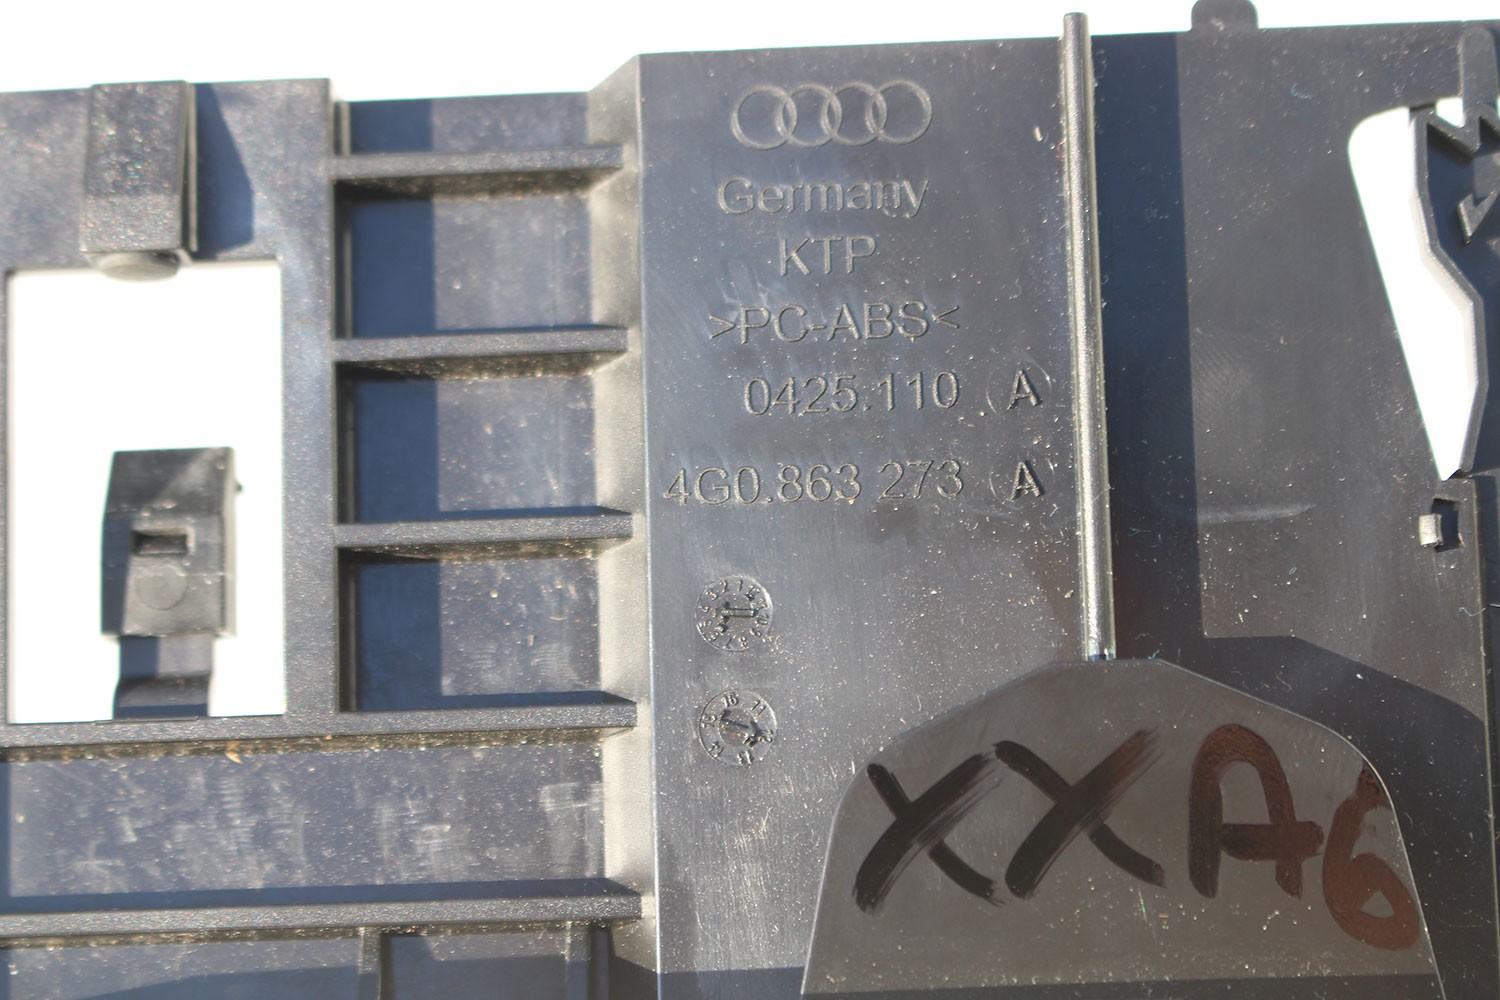 Germany
KTP
>PC-ABS<
0425.110 A
4G0.863 273 A
XXA6